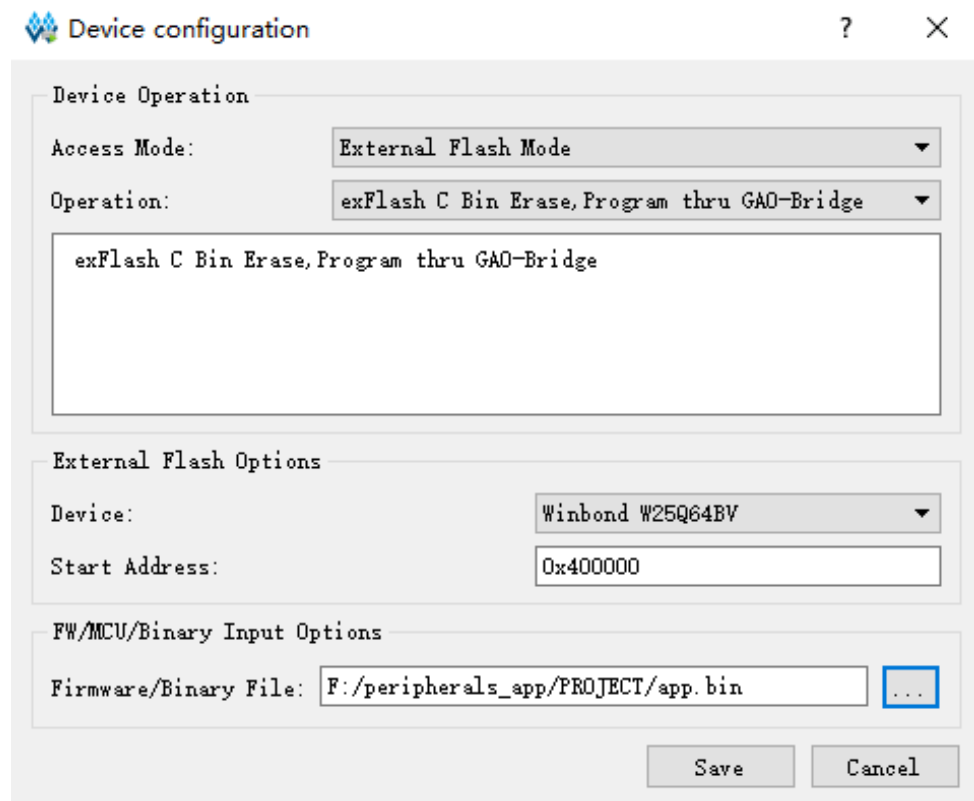 Device configuration
?
Device Operation
Access Mode: External Flash Mode
Operation: exFlash C Bin Erase,Program thru GAO-Bridge
exFlash C Bin Erase,Program thru GAO-Bridge
External Flash Options
Device: Winbond W25Q64BV
Start Address: 0x400000
FW/MCU/Binary Input Options
Firmware/Binary File: F:/peripherals_app/PROJECT/app.bin ...
Save Cancel